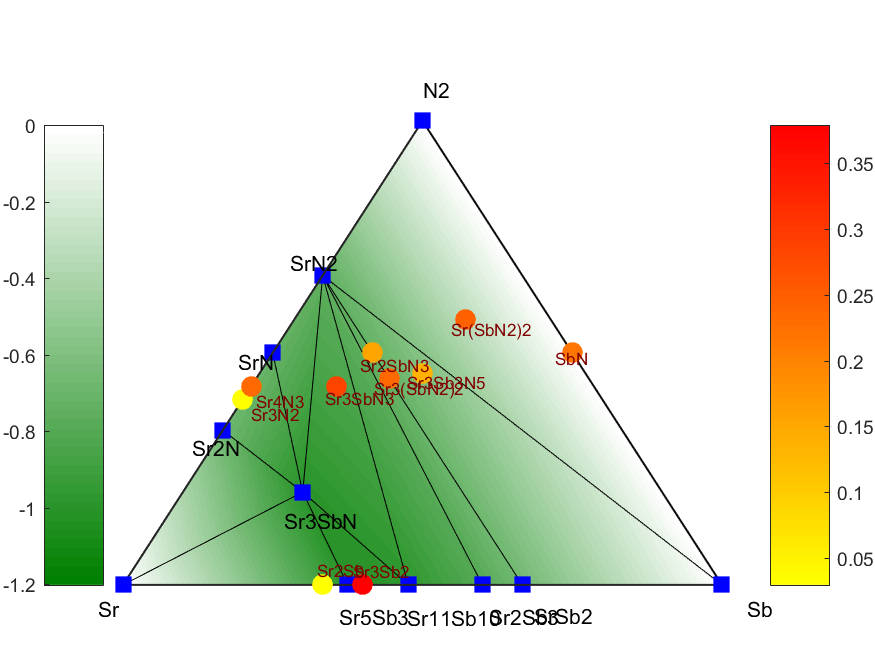 N2
0
-0.2
-0.4
-0.6
-0.8
-1
-1.2
0.35
0.3
0.25
0.2
0.15
0.1
0.05
SrN2
Sr(SbN2)2
SbN
SrN
Sr2SbN3
Sr3Sb3N5
Sr3(SbN2)2
Sr3SbN3
Sr4N3
Sr3N2
Sr2N
Sr3SbN
Sr2Sb
Sr3Sb2
Sr
Sr5Sb3
Sr11Sb10
Sr2Sb3
SrSb2
Sb